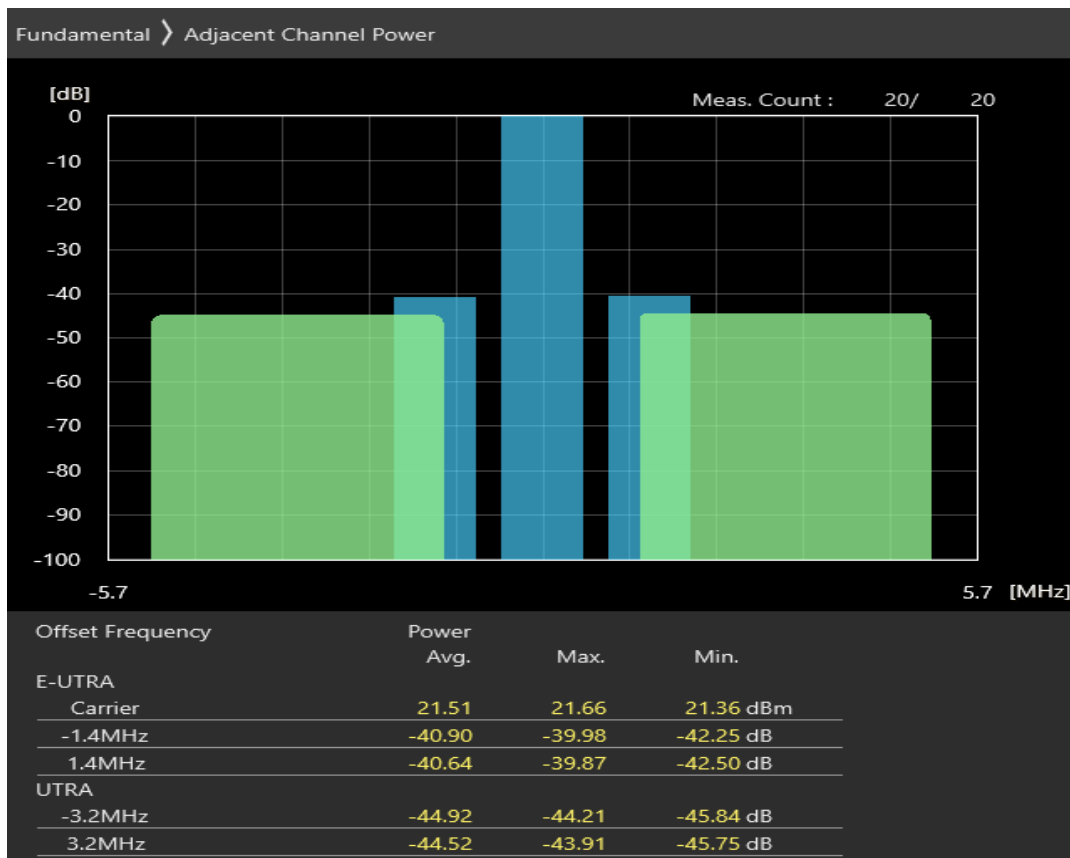 Fundamental 〉 Adjacent Channel Power
[dB]
Meas. Count : 20/ 20
0
-10
-20
-30
-40
-50
-60
-70
-80
-90
-100
-5.7 5.7 [MHz]
Offset Frequency Power
Avg. Max. Min.
E-UTRA
Carrier 21.51 21.66 21.36 dBm
-1.4MHz -40.90 -39.98 -42.25 dB
1.4MHz -40.64 -39.87 -42.50 dB
UTRA
-3.2MHz -44.92 -44.21 -45.84 dB
3.2MHz -44.52 -43.91 -45.75 dB